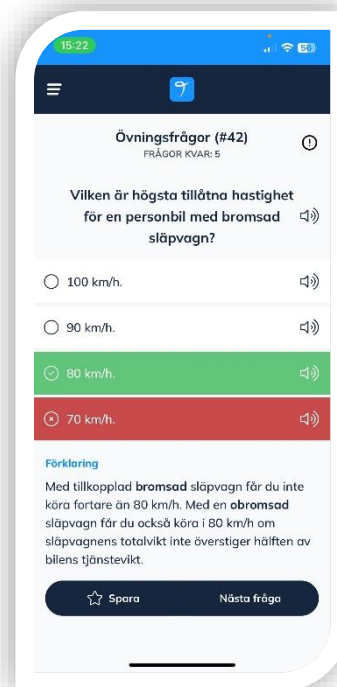 15:22
56
Övningsfrågor (#42)
FRÅGOR KVAR: 5
Vilken är högsta tillåtna hastighet
för en personbil med bromsad
släpvagn?
100 km/h.
90 km/h.
80 km/h.
70 km/h.
Förklaring
Med tillkopplad bromsad släpvagn får du inte
köra fortare än 80 km/h. Med en obromsad
släpvagn får du också köra i 80 km/h om
släpvagnens totalvikt inte överstiger hälften av
bilens tjänstevikt.
Spara Nästa fråga